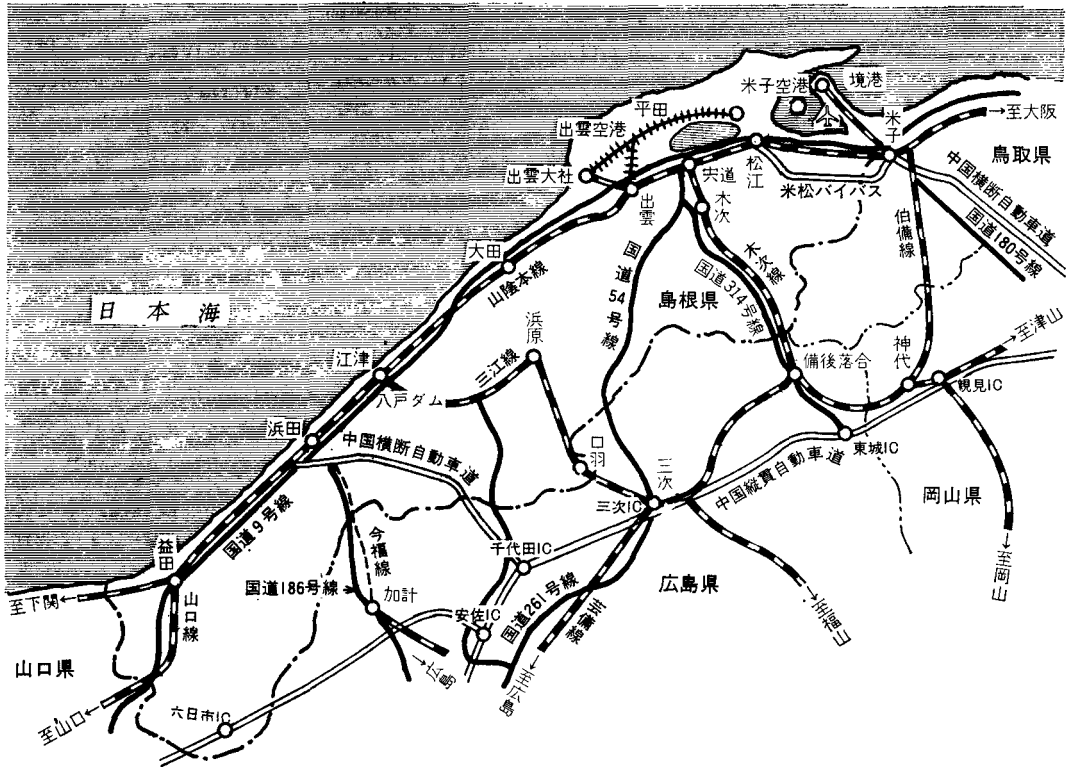 境港
米子空港
平田
出雲空港
米子
→至大阪
鳥取県
出雲大社
宍道
松江
米松バイパス
中国横断自動車道
国道180号線
木次
出雲
伯備線
大田
山陰本線
国道54号線
木次線
国道314号線
島根県
日本海
浜原
三江線
江津
八戸ダム
備後落合
神代
→至津山
晛見IC
浜田
中国横断自動車道
口羽
三次
三次IC
中国縦貫自動車道
東城IC
岡山県
国道9号線
今福線
千代田IC
益田
国道186号線
加計
安佐IC
国道261号線
芸備線
広島県
→至岡山
至下関←
山口線
→広島
→至広島
→至福山
山口県
至山口←
六日市IC